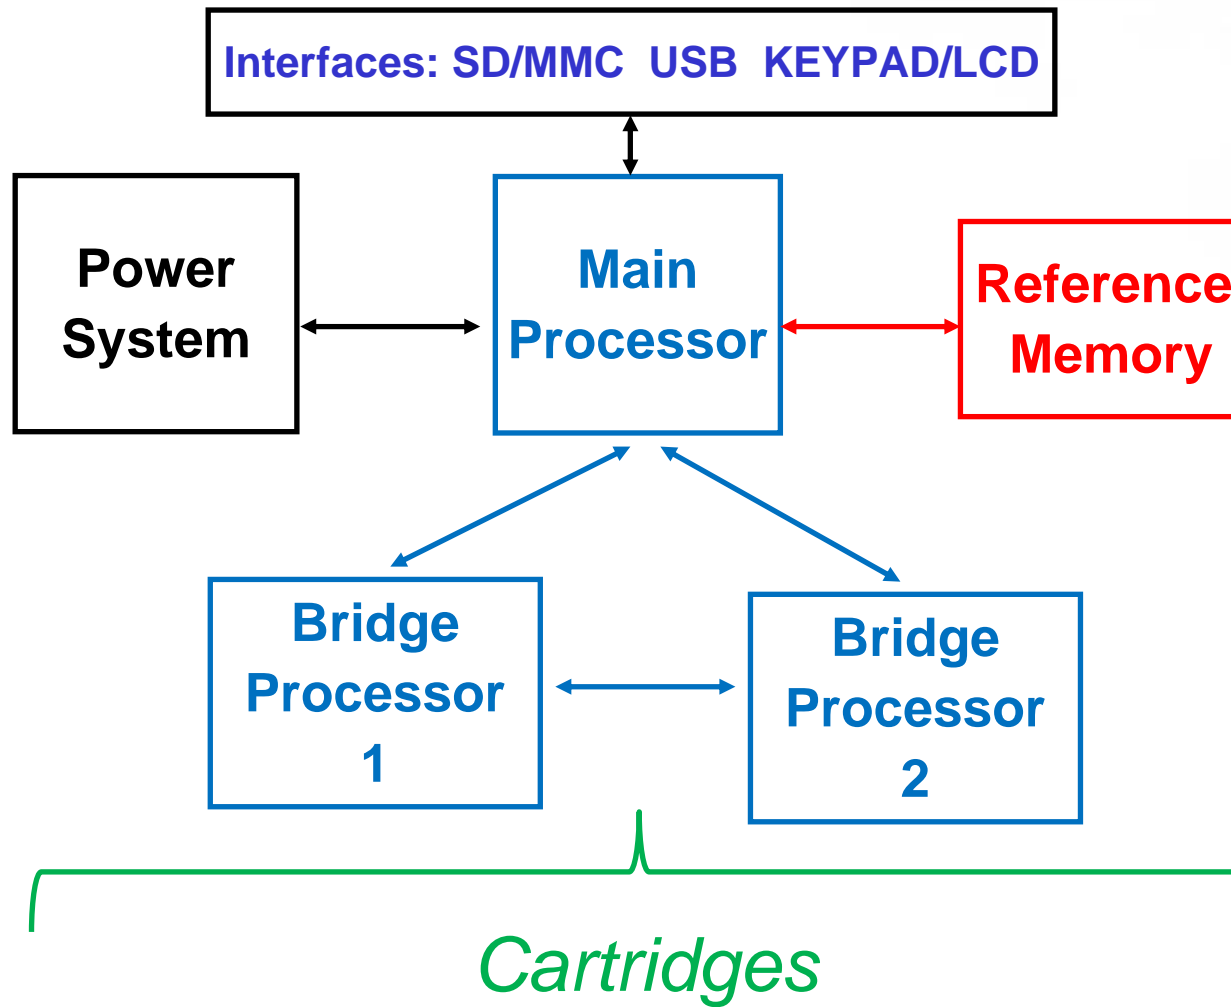 Interfaces: SD/MMC USB KEYPAD/LCD
Power
System
Main
Processor
Reference
Memory
Bridge
Processor
1
Bridge
Processor
2
Cartridges